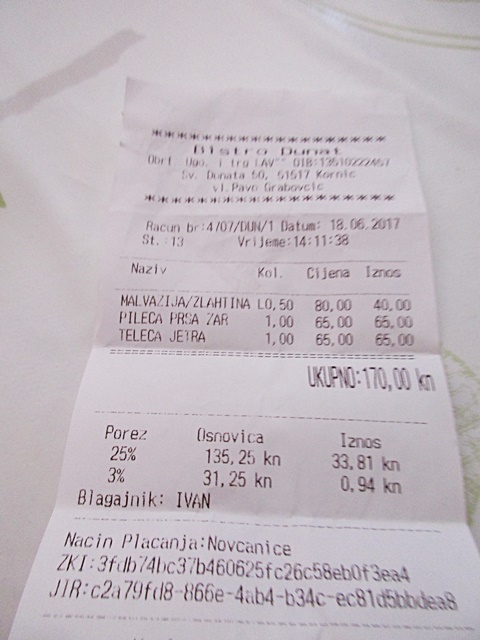 ************************
Bistro Dunat
Obrt. Ugo. i trg LAV"" OIB:13510222457
Sv. Donata 50, 51517 Kornic
vl.Pavo Grabovcic
************************
Racun br:4707/DUN/1 Datum: 18.06.2017
St. :13 Vrijeme:14:11:38
Naziv Kol. Cijena Iznos
MALVAZIJA/ZLAHTINA L0,50 80,00 40,00
PILECA PRSA ZAR 1,00 65,00 65,00
TELECA JETRA 1,00 65,00 65,00
UKUPNO:170,00 kn
Porez Osnovica Iznos
25% 135,25 kn 33,81 kn
3% 31,25 kn 0,94 kn
Blagajnik: IVAN
Nacin Placanja:Novcanice
ZKI:3fdb74bc37b460625fc26c58eb0f3ea4
JIR:c2a79fd8-866e-4ab4-b34c-ec81d5bbdea8